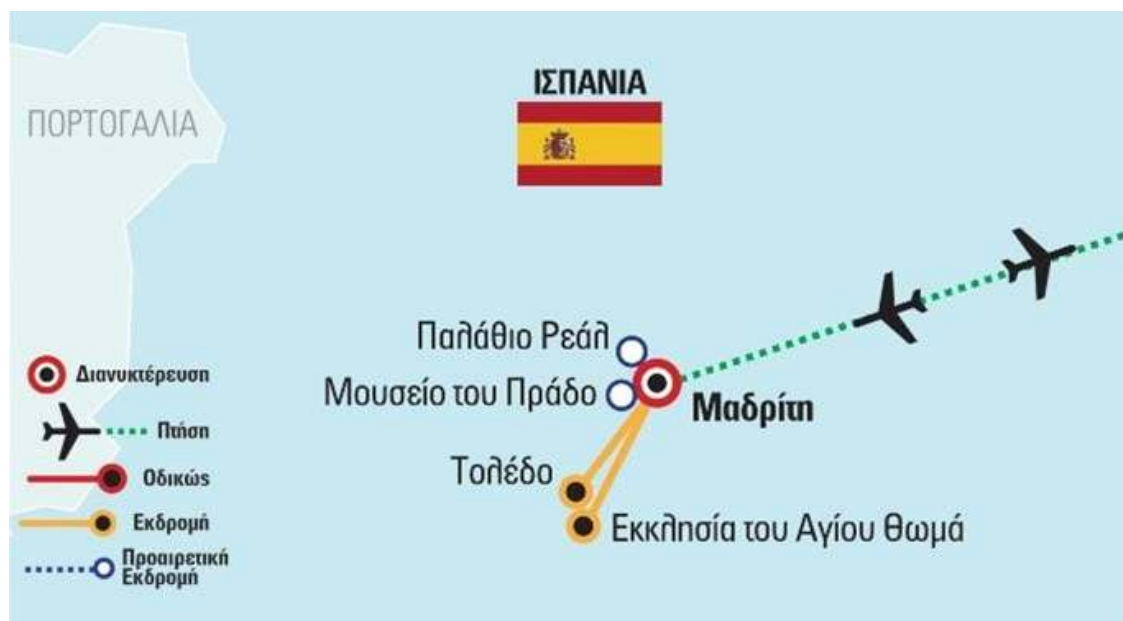 ΙΣΠΑΝΙΑ
ΠΟΡΤΟΓΑΛΙΑ
Παλάθιο Ρεάλ
Μουσείο του Πράδο
Μαδρίτη
Τολέδο
Εκκλησία του Αγίου Θωμά
Διανυκτέρευση
Πτήση
Οδικώς
Εκδρομή
Προαιρετική
Εκδρομή